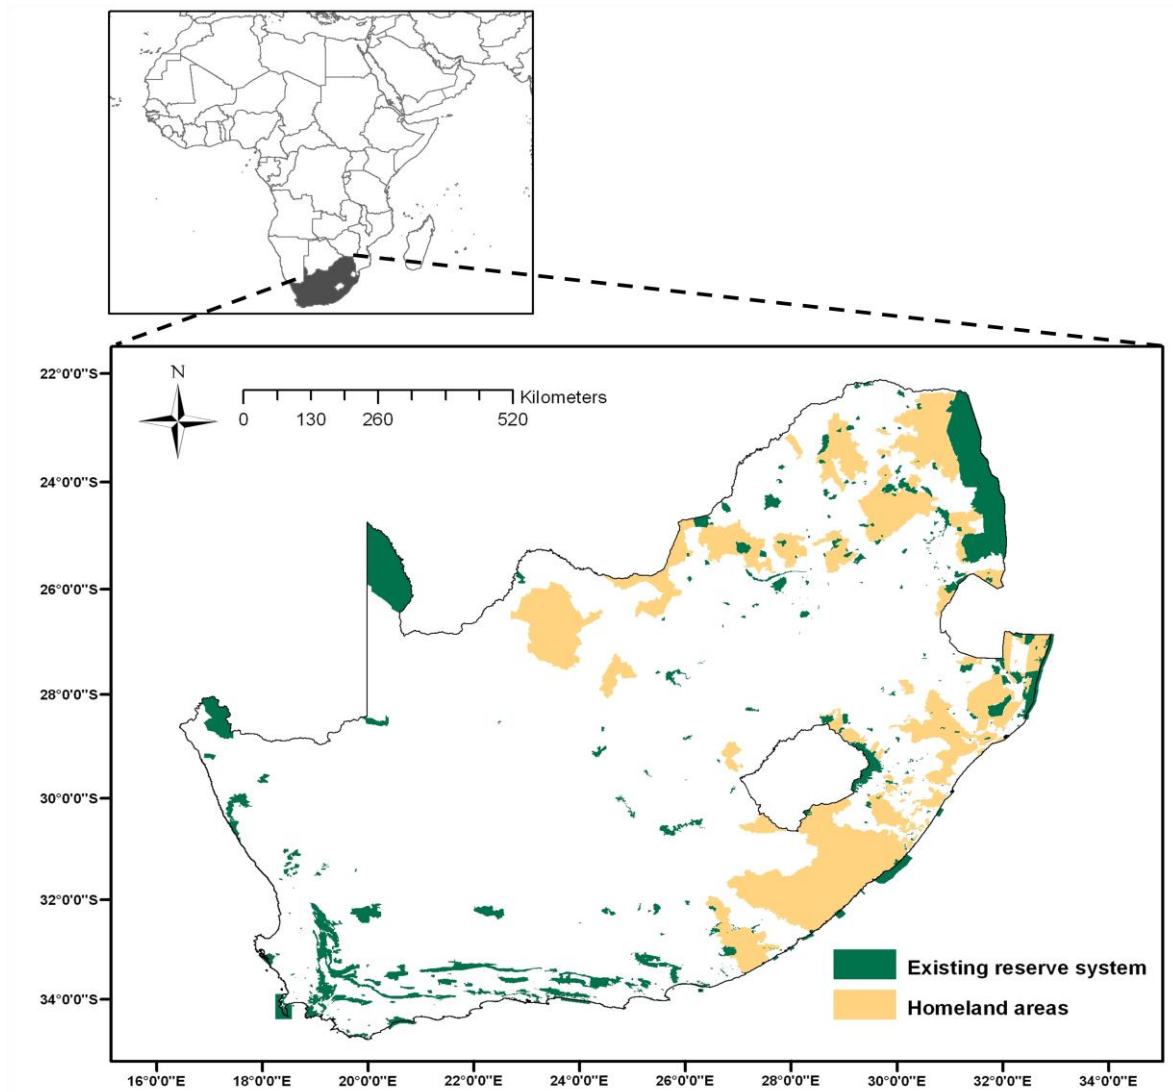 N
Kilometers
0 130 260 520
22°0'0"S
24°0'0"S
26°0'0"S
28°0'0"S
30°0'0"S
32°0'0"S
34°0'0"S
Existing reserve system
Homeland areas
16°0'0"E 18°0'0"E 20°0'0"E 22°0'0"E 24°0'0"E 26°0'0"E 28°0'0"E 30°0'0"E 32°0'0"E 34°0'0"E